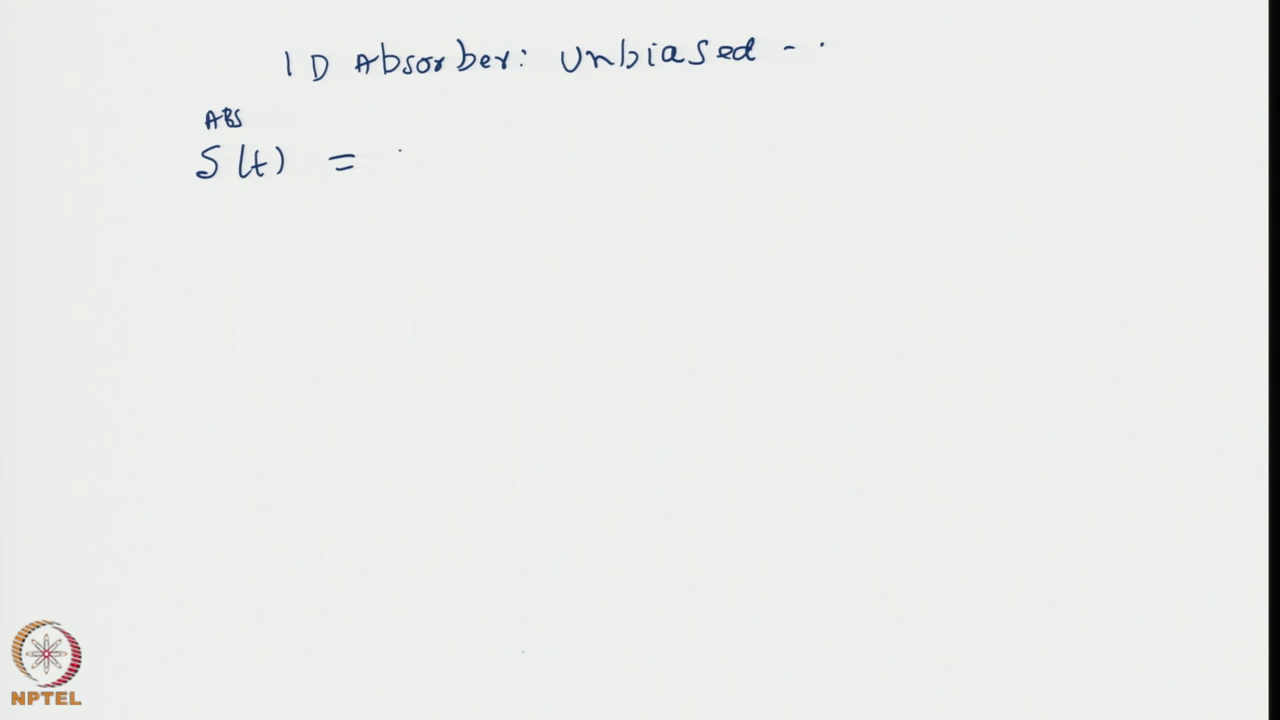 1D Absorber: Unbiased - .
ABS
S(t) =
NPTEL